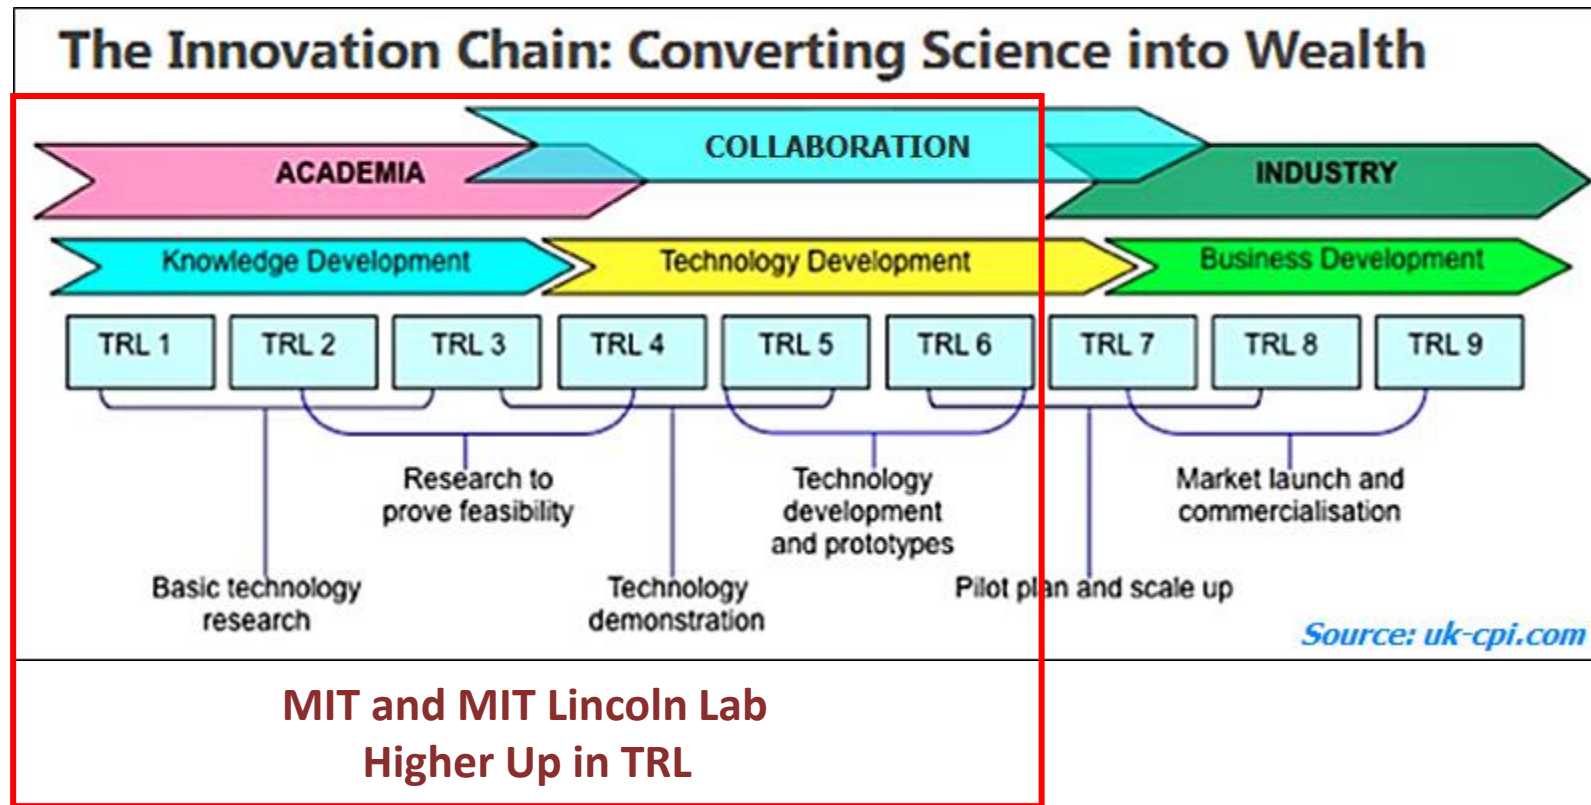 The Innovation Chain: Converting Science into Wealth
COLLABORATION
ACADEMIA
INDUSTRY
Knowledge Development
Technology Development
Business Development
TRL 1
TRL 2
TRL 3
TRL 4
TRL 5
TRL 6
TRL 7
TRL 8
TRL 9
Research to
prove feasibility
Technology
development
and prototypes
Market launch and
commercialisation
Basic technology
research
Technology
demonstration
Pilot plan and scale up
Source: uk-cpi.com
MIT and MIT Lincoln Lab
Higher Up in TRL